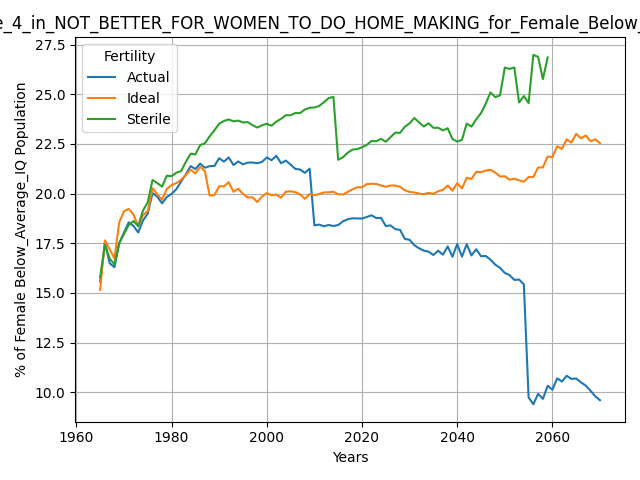 e_4_in_NOT_BETTER_FOR_WOMEN_TO_DO_HOME_MAKING_for_Female_Below_
27.5
25.0
22.5
20.0
17.5
15.0
12.5
10.0
% of Female Below_Average_IQ Population
Fertility
Actual
Ideal
Sterile
1960
1980
2000
2020
2040
2060
Years